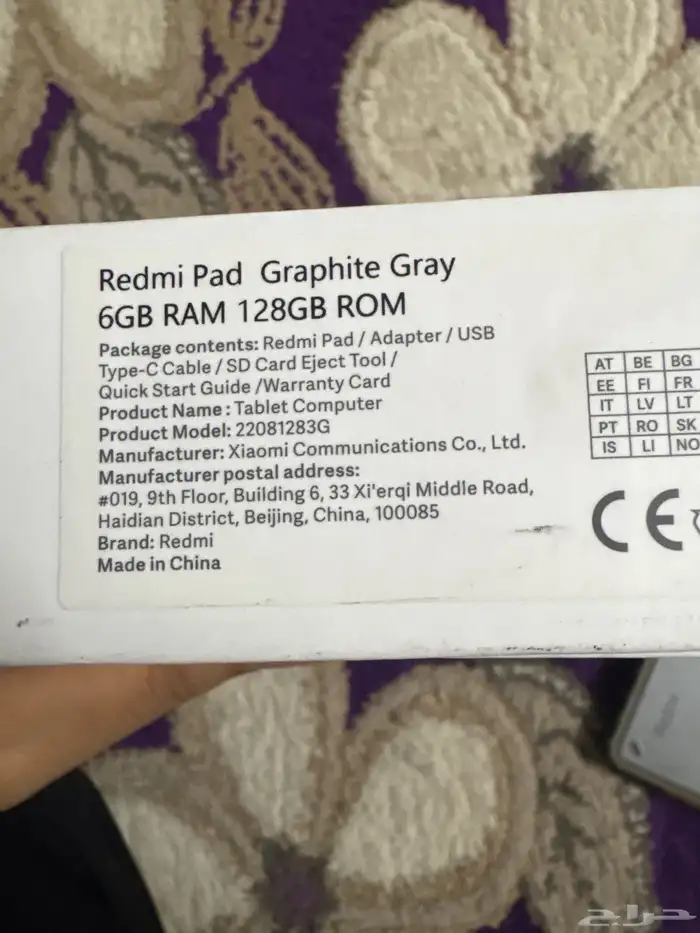 Redmi Pad Graphite Gray
6GB RAM 128GB ROM
Package contents: Redmi Pad / Adapter / USB
Type-C Cable / SD Card Eject Tool /
Quick Start Guide /Warranty Card
Product Name : Tablet Computer
Product Model: 22081283G
Manufacturer: Xiaomi Communications Co., Ltd.
Manufacturer postal address:
#019, 9th Floor, Building 6, 33 Xi'erqi Middle Road,
Haidian District, Beijing, China, 100085
Brand: Redmi
Made in China
AT BE BG
EE FI FR
IT LV LT
PT RO SK
IS LI NO
CE
حراج